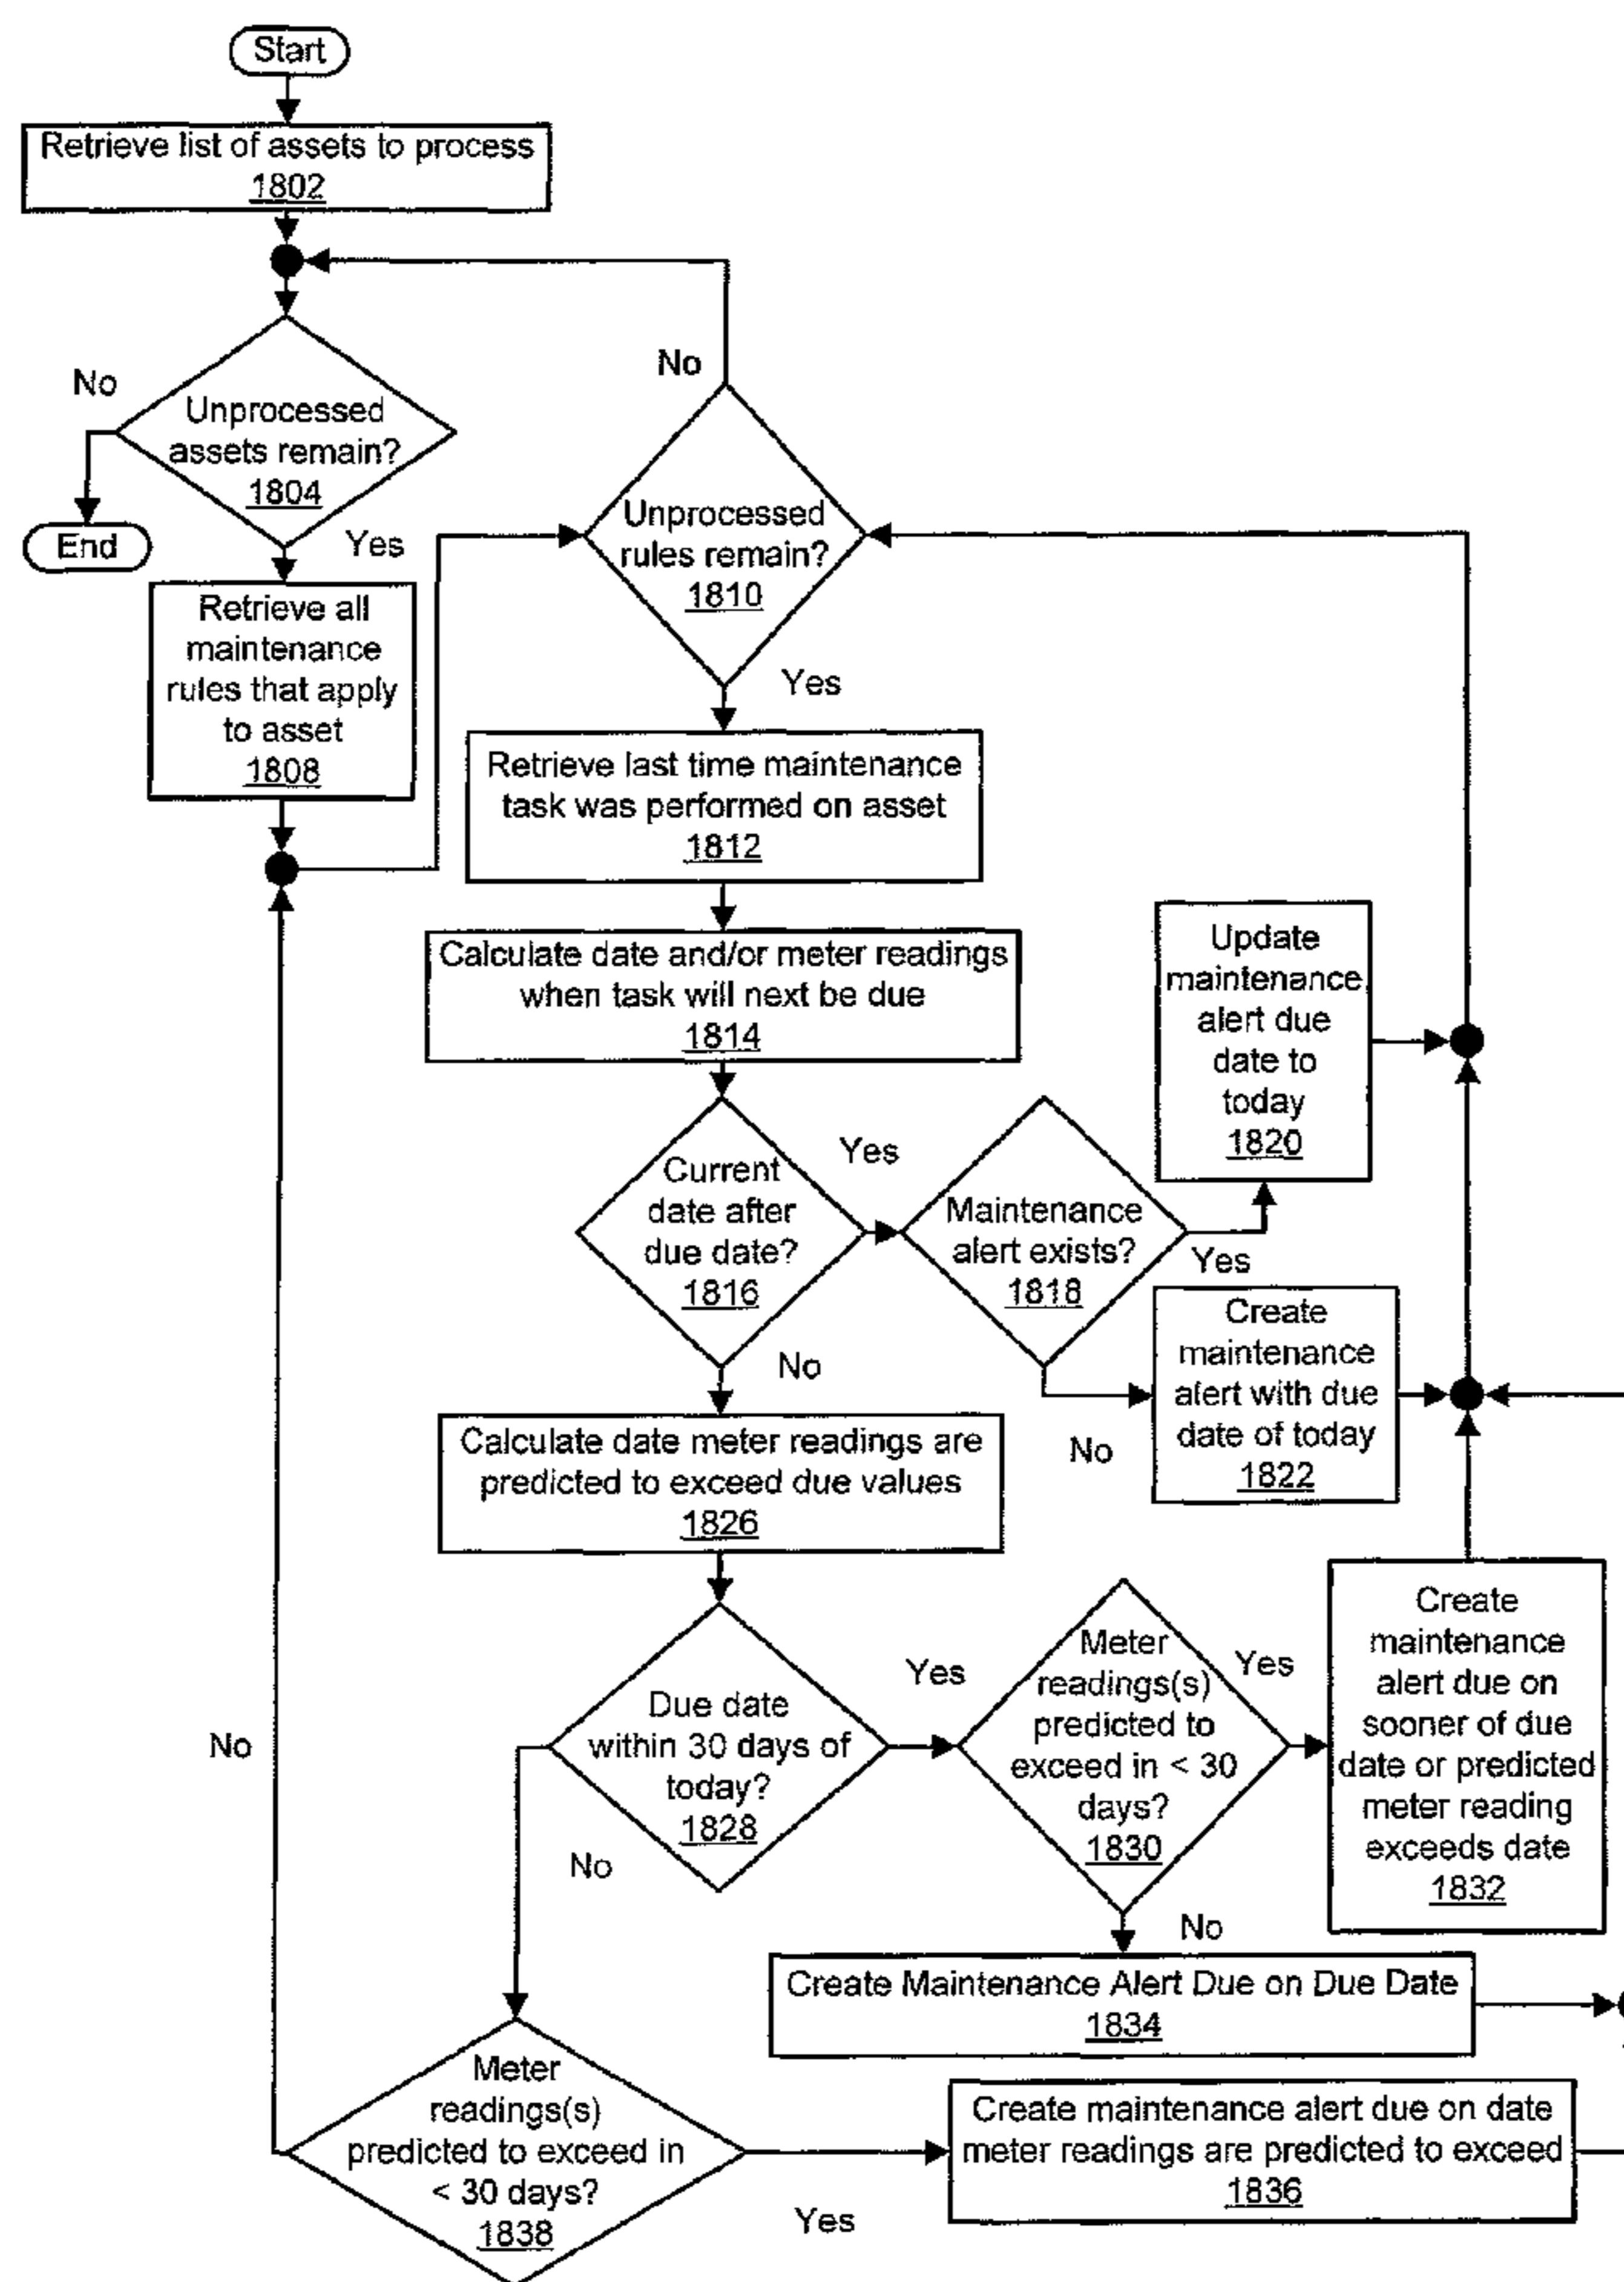 Start
Retrieve list of assets to process
1802
No
Unprocessed
assets remain?
1804
Yes
End
Retrieve all
maintenance
rules that apply
to asset
1808
No
Unprocessed
rules remain?
1810
Yes
Retrieve last time maintenance
task was performed on asset
1812
Calculate date and/or meter readings
when task will next be due
1814
Current
date after
due date?
1816
Yes
No
Maintenance
alert exists?
1818
Yes
No
Update
maintenance
alert due
date to
today
1820
Create
maintenance
alert with due
date of today
1822
Calculate date meter readings are
predicted to exceed due values
1826
Due date
within 30 days of
today?
1828
Yes
No
Meter
readings(s)
predicted to
exceed in < 30
days?
1830
Yes
No
Create
maintenance
alert due on
sooner of due
date or predicted
meter reading
exceeds date
1832
Create Maintenance Alert Due on Due Date
1834
No
Meter
readings(s)
predicted to exceed in
< 30 days?
1838
Yes
Create maintenance alert due on date
meter readings are predicted to exceed
1836